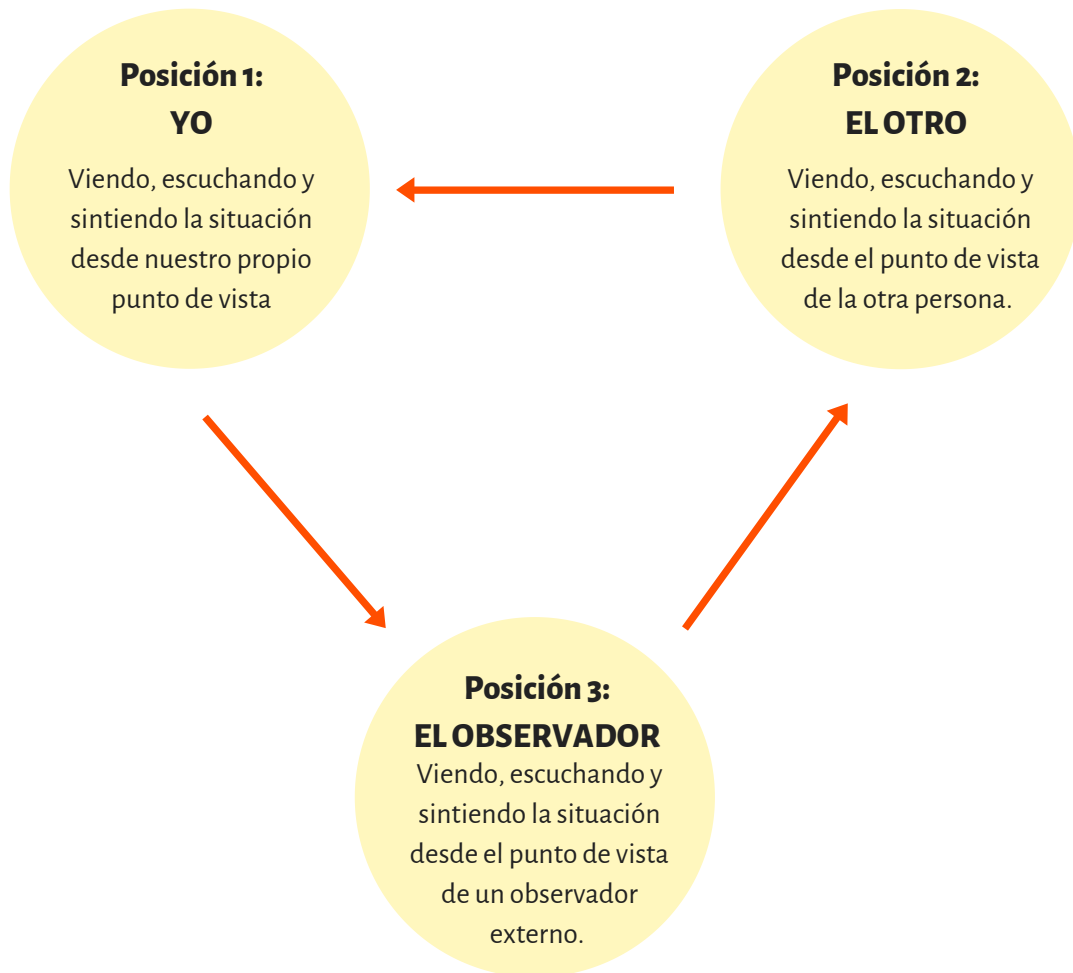 Posición 1:
YO
Viendo, escuchando y
sintiendo la situación
desde nuestro propio
punto de vista
Posición 2:
EL OTRO
Viendo, escuchando y
sintiendo la situación
desde el punto de vista
de la otra persona.
Posición 3:
EL OBSERVADOR
Viendo, escuchando y
sintiendo la situación
desde el punto de vista
de un observador
externo.